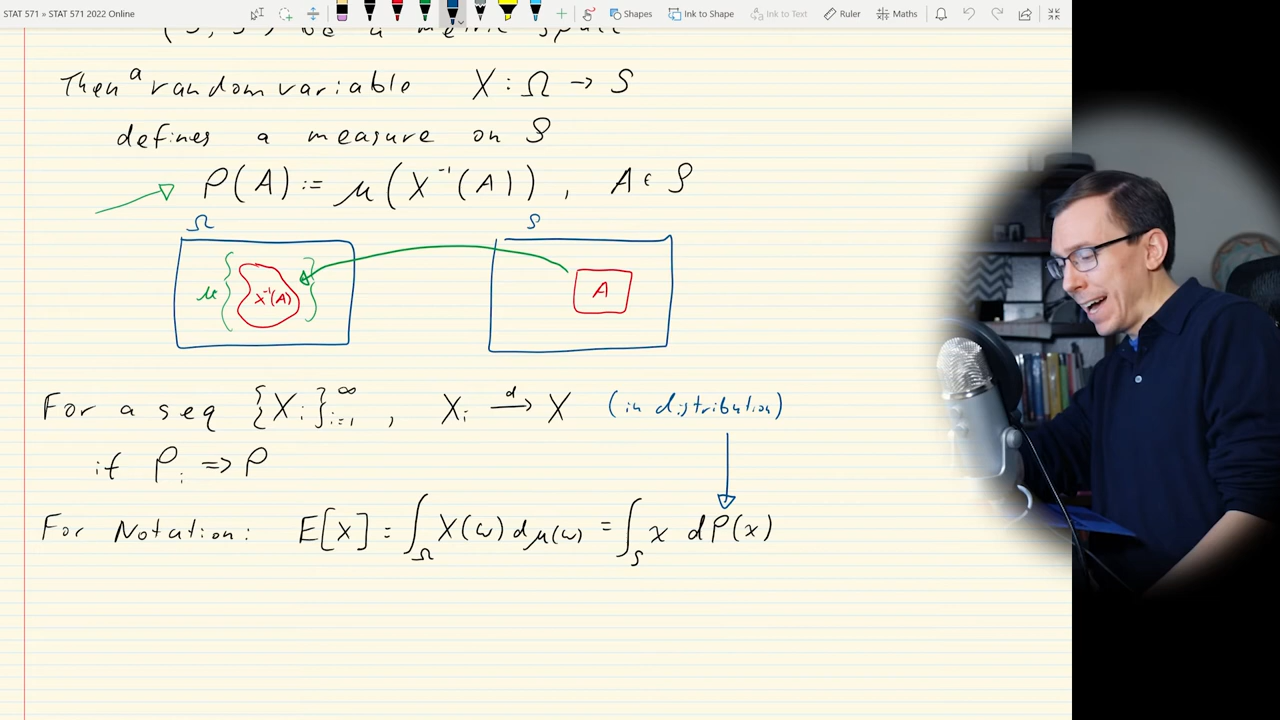 STAT 571 » STAT 571 2022 Online
Shapes Ink to Shape Ink to Text Ruler Maths
Then a random variable X : Ω → S
defines a measure on S
P(A) := μ(X⁻¹(A)) , A ∈ S
Ω S
μ { X⁻¹(A) } A
For a seq {Xᵢ}ᵢ₌₁^∞ , Xᵢ →ᵈ X (in distribution)
if Pᵢ ⇒ P
For Notation: E[X] = ∫_Ω X(ω) dμ(ω) = ∫_S x dP(x)